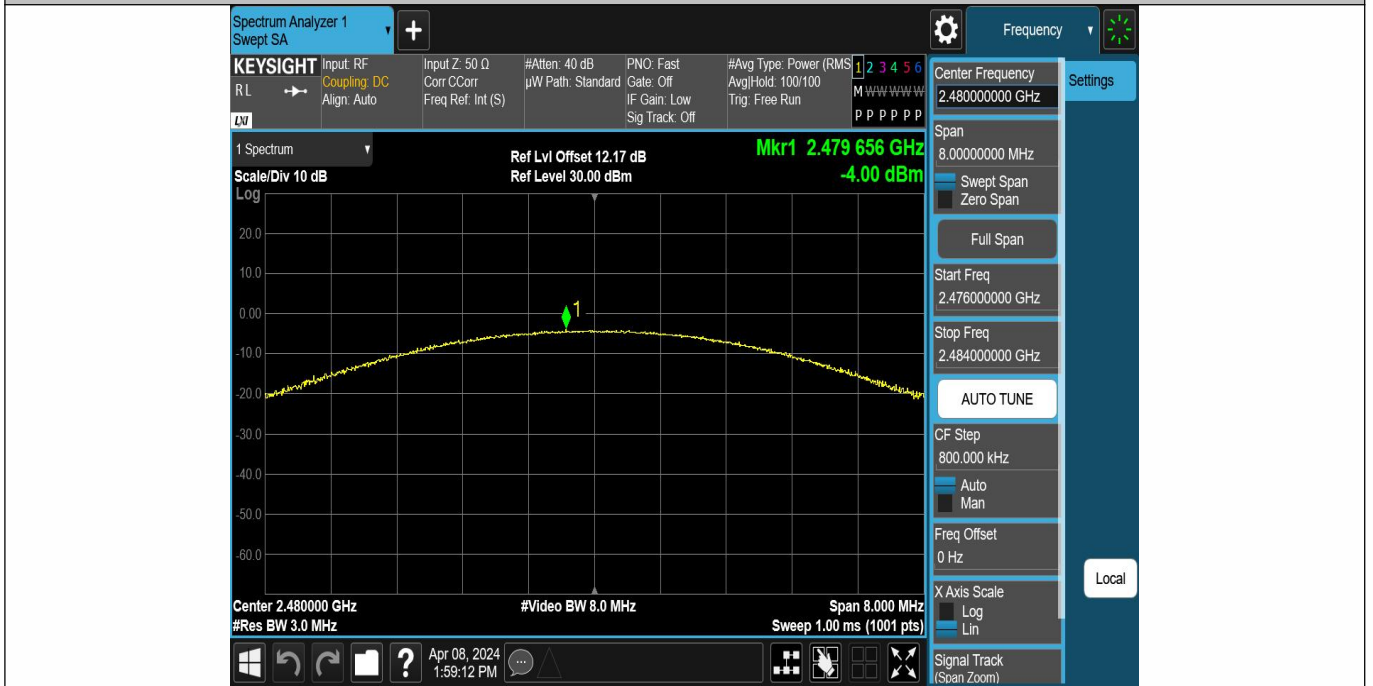 Spectrum Analyzer 1
Swept SA
Frequency
KEYSIGHT
RL
LXI
Input: RF
Coupling: DC
Align: Auto
Input Z: 50 Ω
Corr CCorr
Freq Ref: Int (S)
#Atten: 40 dB
µW Path: Standard
PNO: Fast
Gate: Off
IF Gain: Low
Sig Track: Off
#Avg Type: Power (RMS
Avg|Hold: 100/100
Trig: Free Run
1 2 3 4 5 6
M W W W W W
P P P P P P
1 Spectrum
Scale/Div 10 dB
Ref Lvl Offset 12.17 dB
Ref Level 30.00 dBm
Mkr1 2.479 656 GHz
-4.00 dBm
Log
20.0
10.0
0.00
-10.0
-20.0
-30.0
-40.0
-50.0
-60.0
1
Center 2.480000 GHz
#Res BW 3.0 MHz
#Video BW 8.0 MHz
Span 8.000 MHz
Sweep 1.00 ms (1001 pts)
Apr 08, 2024
1:59:12 PM
Center Frequency
2.480000000 GHz
Settings
Span
8.00000000 MHz
Swept Span
Zero Span
Full Span
Start Freq
2.476000000 GHz
Stop Freq
2.484000000 GHz
AUTO TUNE
CF Step
800.000 kHz
Auto
Man
Freq Offset
0 Hz
Local
X Axis Scale
Log
Lin
Signal Track
(Span Zoom)